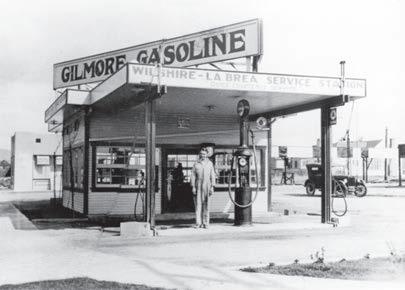 GILMORE GASOLINE
WILSHIRE-LA BREA SERVICE STATION